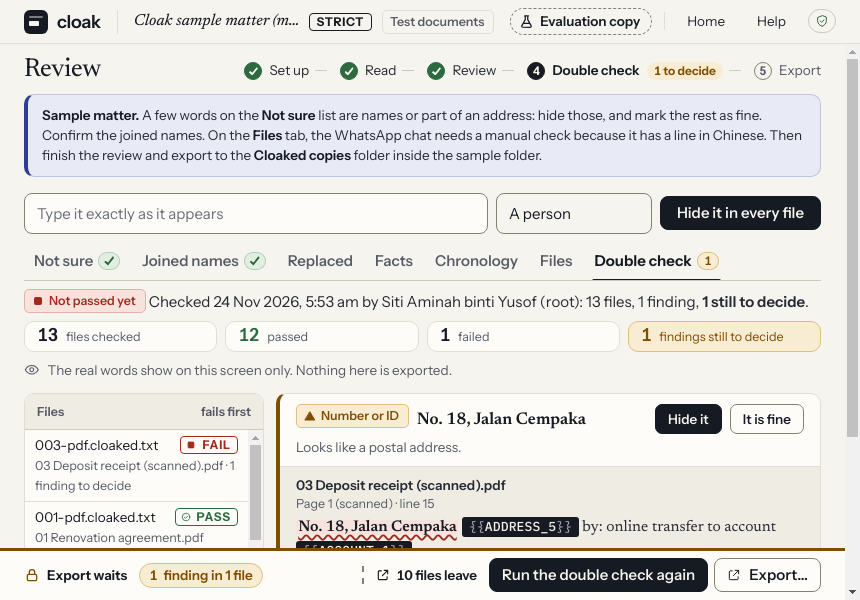 cloak
Cloak sample matter (m...
STRICT
Test documents
Evaluation copy
Home
Help
Review
Set up
Read
Review
4 Double check
1 to decide
5 Export
Sample matter. A few words on the Not sure list are names or part of an address: hide those, and mark the rest as fine.
Confirm the joined names. On the Files tab, the WhatsApp chat needs a manual check because it has a line in Chinese. Then
finish the review and export to the Cloaked copies folder inside the sample folder.
Type it exactly as it appears
A person
Hide it in every file
Not sure
Joined names
Replaced
Facts
Chronology
Files
Double check 1
Not passed yet
Checked 24 Nov 2026, 5:53 am by Siti Aminah binti Yusof (root): 13 files, 1 finding, 1 still to decide.
13 files checked
12 passed
1 failed
1 findings still to decide
The real words show on this screen only. Nothing here is exported.
Files
fails first
003-pdf.cloaked.txt
FAIL
03 Deposit receipt (scanned).pdf · 1
finding to decide
001-pdf.cloaked.txt
PASS
01 Renovation agreement.pdf
Number or ID
No. 18, Jalan Cempaka
Hide it
It is fine
Looks like a postal address.
03 Deposit receipt (scanned).pdf
Page 1 (scanned) · line 15
No. 18, Jalan Cempaka {{ADDRESS_5}} by: online transfer to account
Export waits
1 finding in 1 file
10 files leave
Run the double check again
Export...